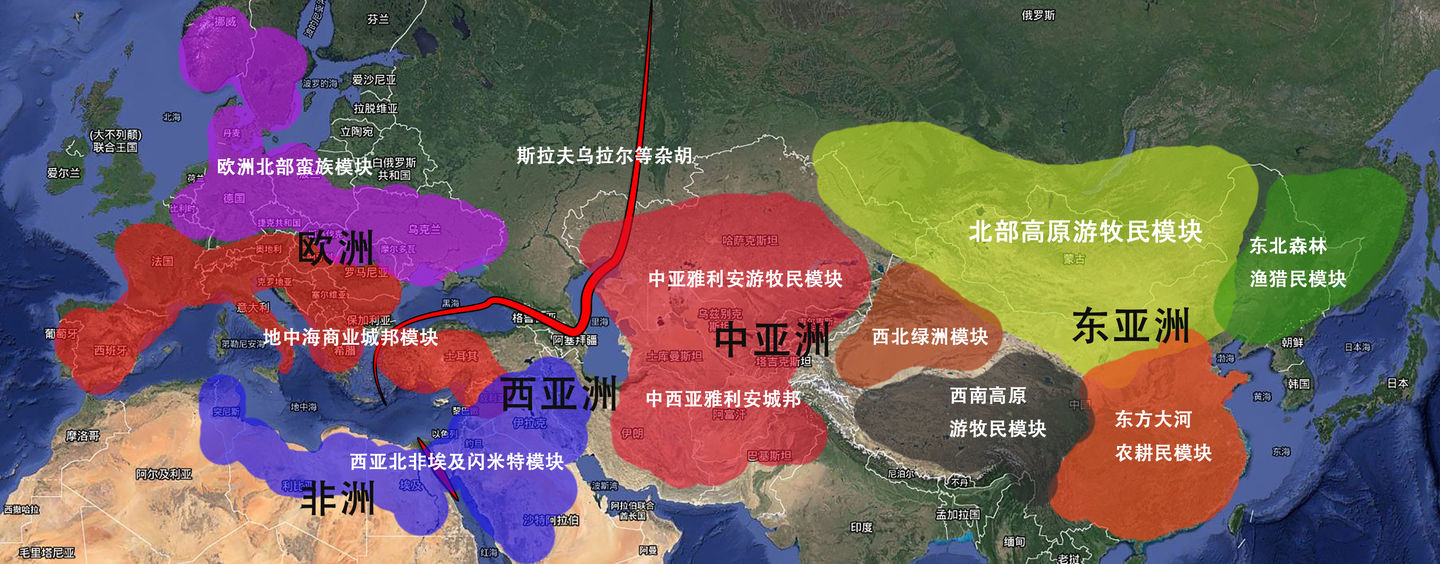 挪威
芬兰
俄罗斯
波罗的海
爱沙尼亚
北海
拉脱维亚
丹麦
立陶宛
(大不列颠)
联合王国
斯拉夫乌拉尔等杂胡
欧洲北部蛮族模块
白俄罗斯
共和国
爱尔兰
荷兰
德国
比利时
捷克共和国
乌克兰
北部高原游牧民模块
哈萨克斯坦
欧洲
奥地利
摩尔多瓦
东北森林
蒙古
法国
罗马尼亚
中亚雅利安游牧民模块
渔猎民模块
克罗地亚
塞尔维亚
黑海
意大利
保加利亚
里海
乌兹别克
斯坦
东亚洲
葡萄牙
地中海商业城邦模块
中亚洲
西北绿洲模块
第勒尼安海
阿塞拜疆
朝鲜
日本海
西班牙
希腊
土耳其
土库曼斯坦
塔吉克斯坦
渤海
韩国
日本
西亚洲
中西亚雅利安城邦
西南高原
黄海
突尼斯
地中海
黎巴嫩
阿富汗
游牧民模块
东方大河
摩洛哥
以色列
约旦
伊拉克
伊朗
农耕民模块
西亚北非埃及闪米特模块
巴基斯坦
东海
阿尔及利亚
利比亚
埃及
波斯湾
尼泊尔
不丹
非洲
西撒哈拉
沙特阿拉伯
阿拉伯联合
酋长国
印度
孟加拉国
缅甸
毛里塔尼亚
红海
阿曼
老挝